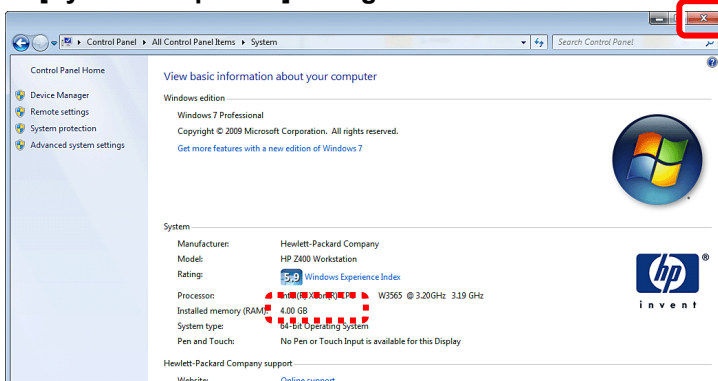 Control Panel ▸ All Control Panel Items ▸ System
Search Control Panel
Control Panel Home
Device Manager
Remote settings
System protection
Advanced system settings
View basic information about your computer
Windows edition
Windows 7 Professional
Copyright © 2009 Microsoft Corporation. All rights reserved.
Get more features with a new edition of Windows 7
System
Manufacturer: Hewlett-Packard Company
Model: HP Z400 Workstation
Rating: 5.9 Windows Experience Index
Processor: W3565 @ 3.20GHz 3.19 GHz
Installed memory (RAM): 4.00 GB
System type: 64-bit Operating System
Pen and Touch: No Pen or Touch Input is available for this Display
hp ®
invent
Hewlett-Packard Company support
Website: Online support